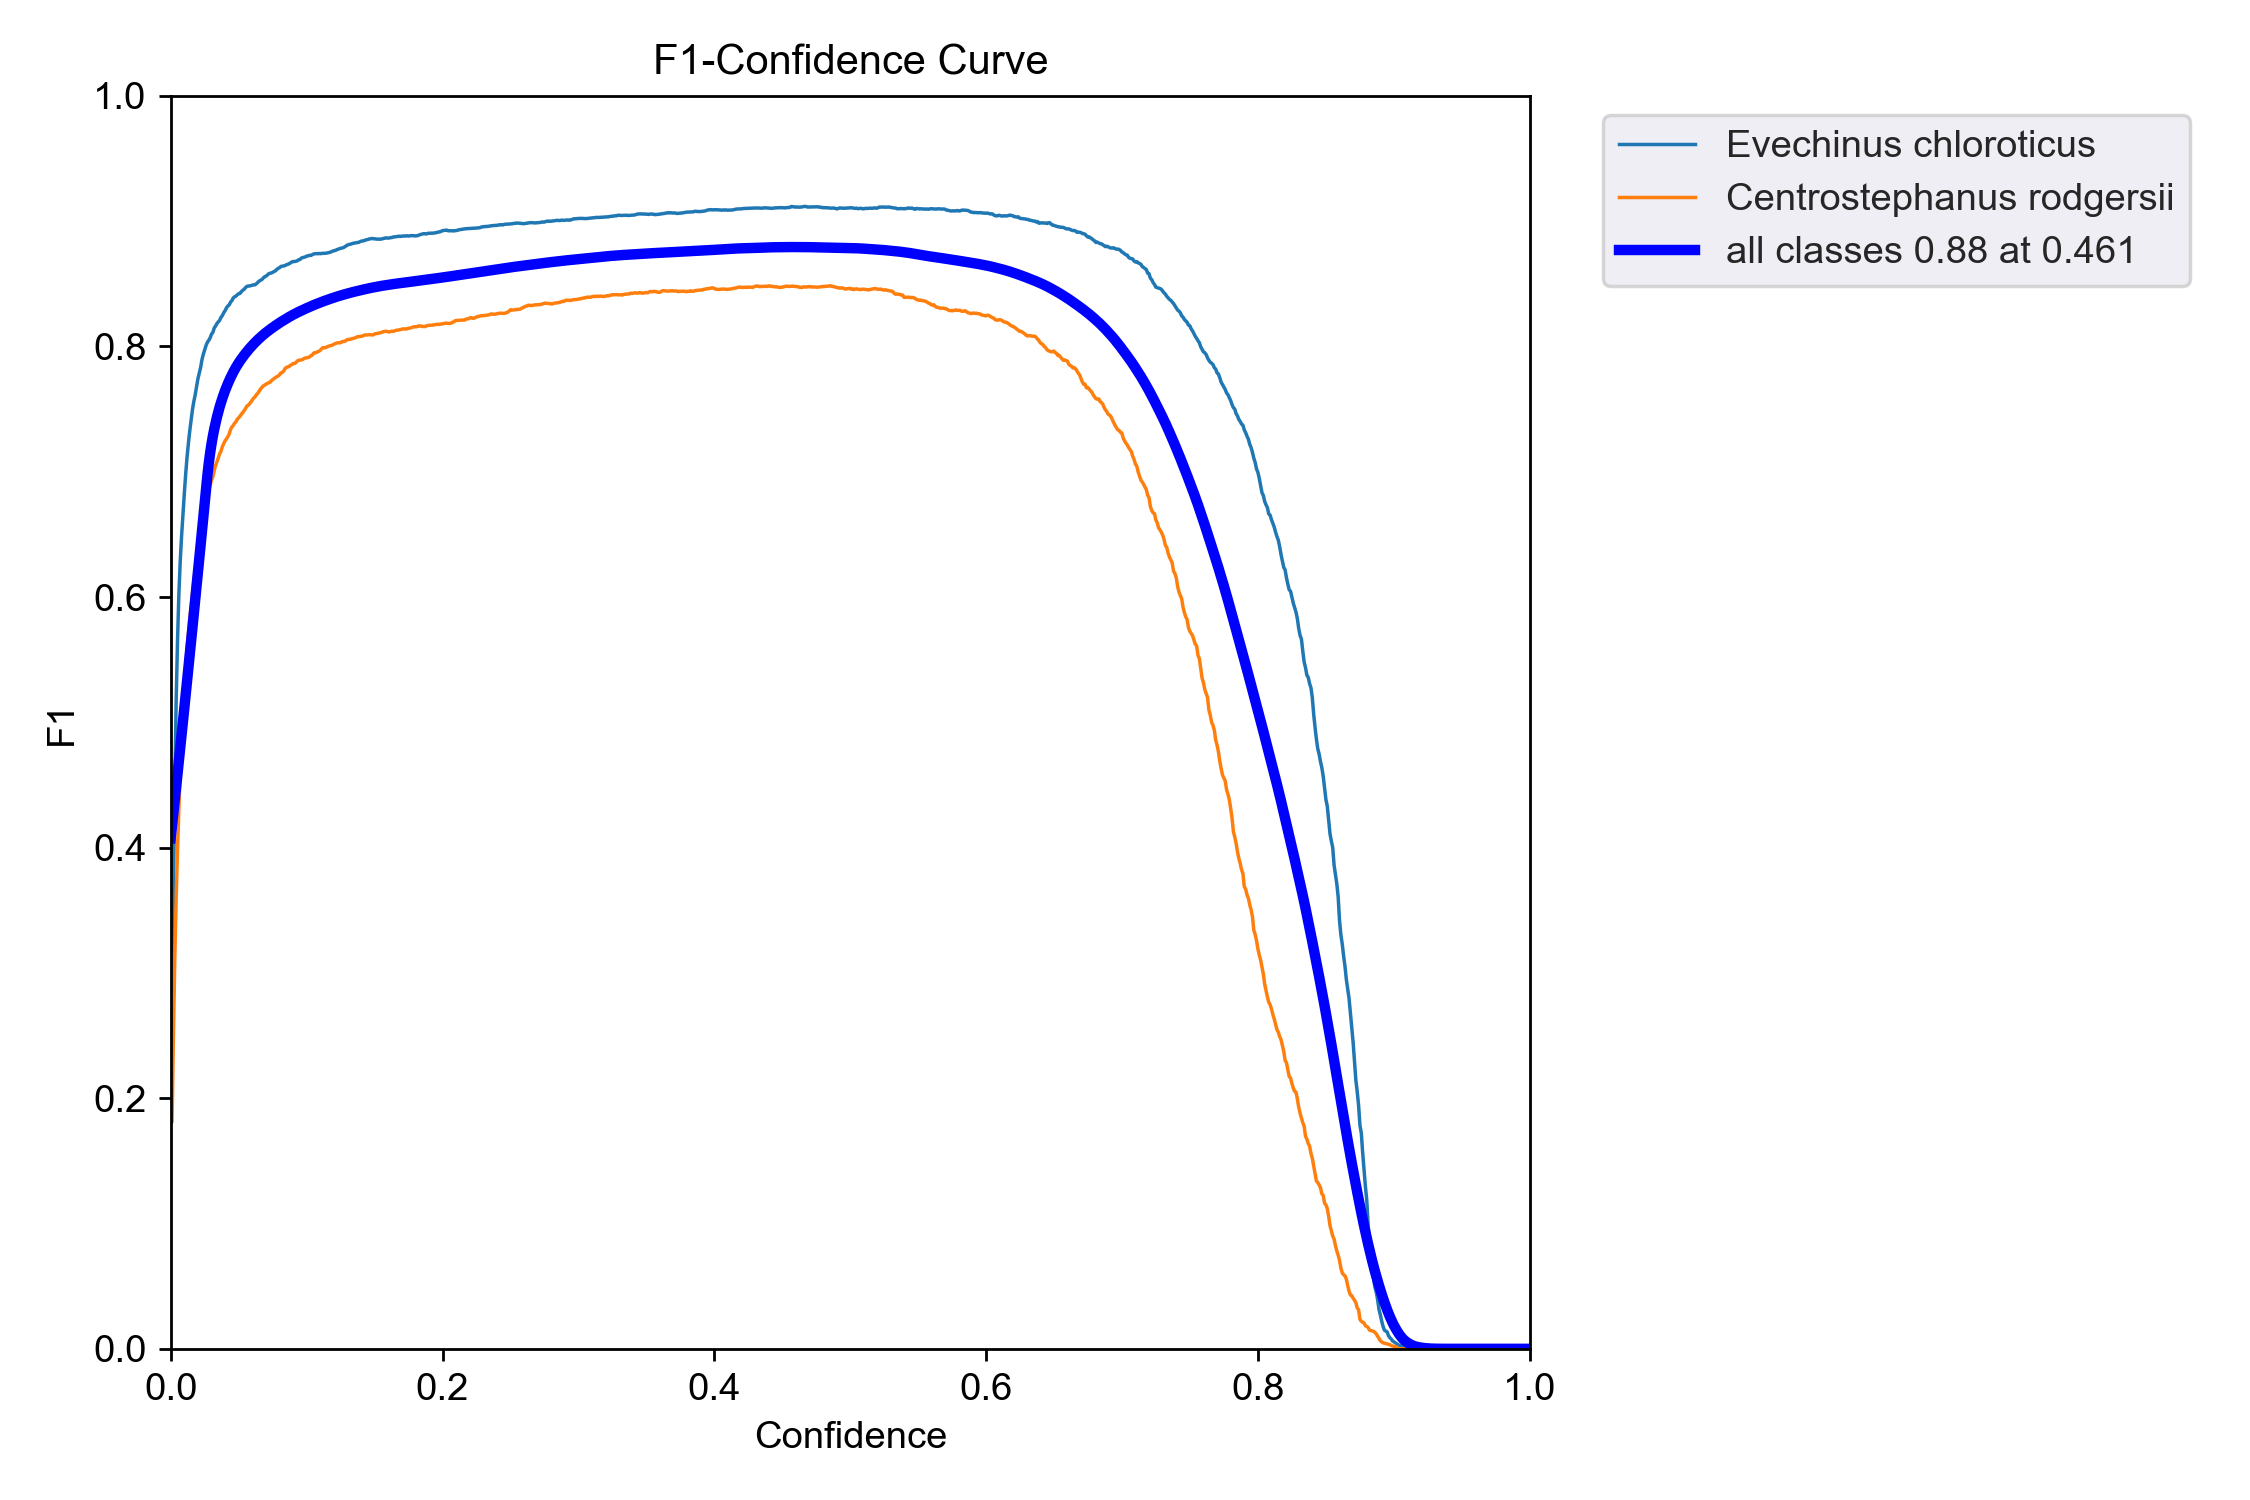 F1-Confidence Curve
Evechinus chloroticus
Centrostephanus rodgersii
all classes 0.88 at 0.461
1.0
0.8
0.6
0.4
0.2
0.0
F1
0.0 0.2 0.4 0.6 0.8 1.0
Confidence